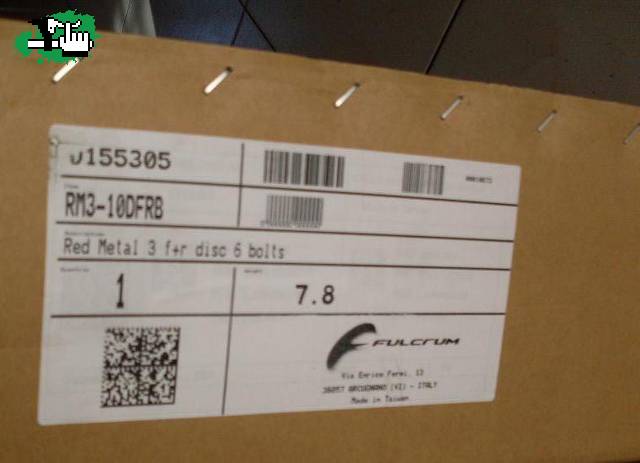 0155305
RM3-10DFRB
Red Metal 3 f+r disc 6 bolts
1
7.8
FULCRUM
Via Enrico Fermi, 13
36057 ARCUGNANO (VI) - ITALY
Made in Taiwan